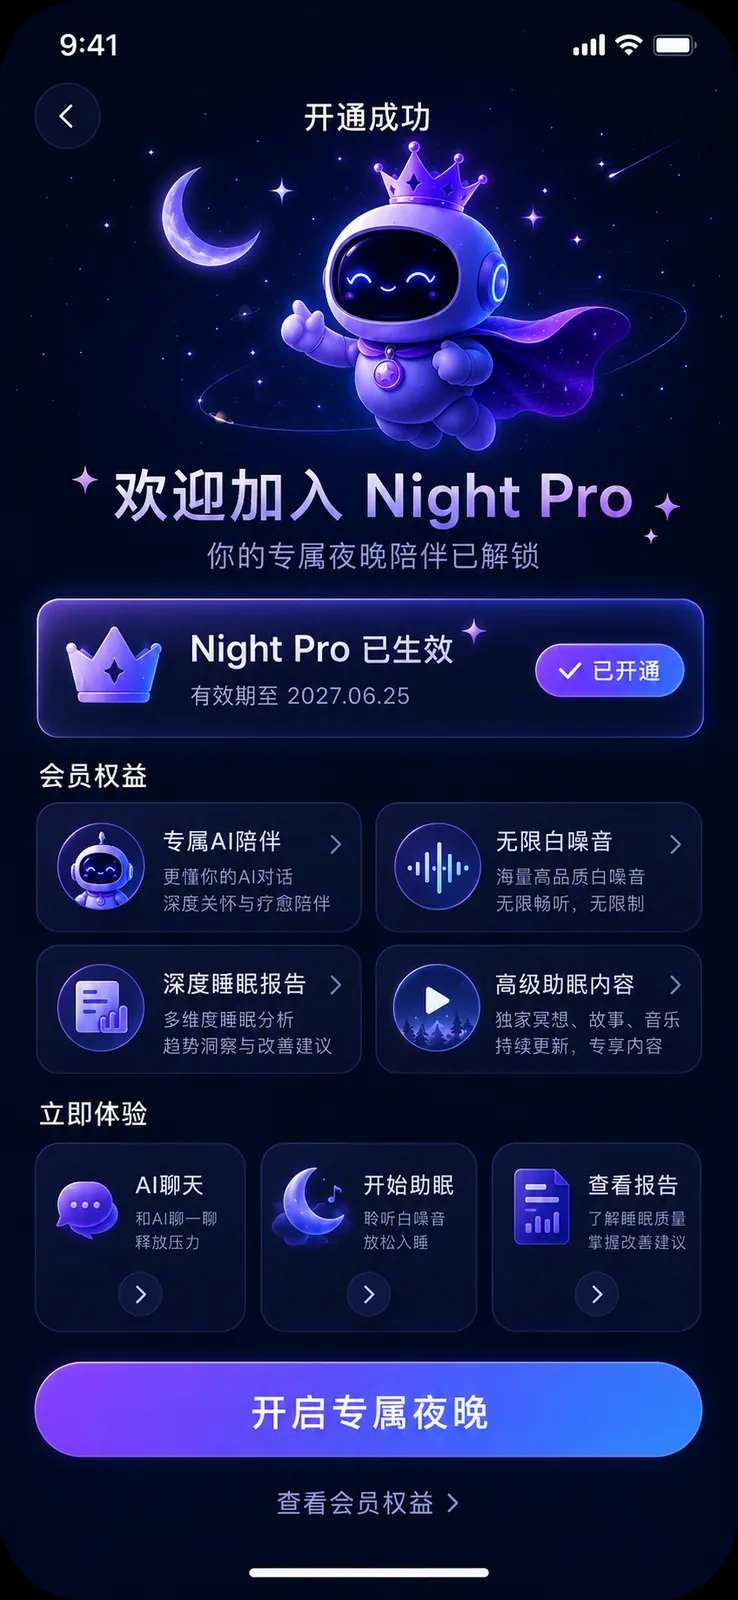 9:41
开通成功
欢迎加入 Night Pro
你的专属夜晚陪伴已解锁
Night Pro 已生效
有效期至 2027.06.25
已开通
会员权益
专属AI陪伴
更懂你的AI对话
深度关怀与疗愈陪伴
无限白噪音
海量高品质白噪音
无限畅听，无限制
深度睡眠报告
多维度睡眠分析
趋势洞察与改善建议
高级助眠内容
独家冥想、故事、音乐
持续更新，专享内容
立即体验
AI聊天
和AI聊一聊
释放压力
开始助眠
聆听白噪音
放松入睡
查看报告
了解睡眠质量
掌握改善建议
开启专属夜晚
查看会员权益